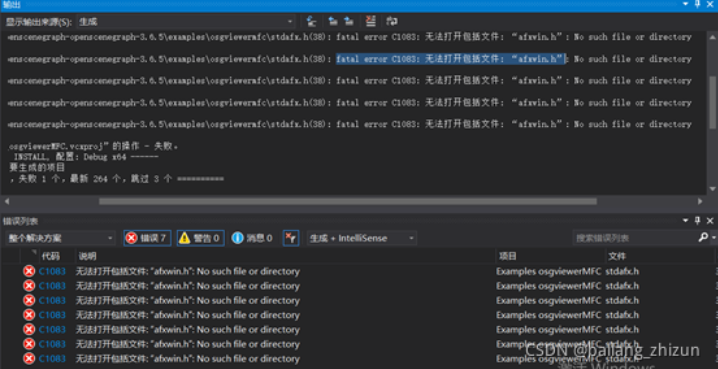 输出
显示输出来源(S): 生成
enscenegraph-openscenegraph-3.6.5\examples\osgviewermfc\stdafx.h(38): fatal error C1083: 无法打开包括文件: “afxwin.h”: No such file or directory
enscenegraph-openscenegraph-3.6.5\examples\osgviewermfc\stdafx.h(38): fatal error C1083: 无法打开包括文件: “afxwin.h”: No such file or directory
enscenegraph-openscenegraph-3.6.5\examples\osgviewermfc\stdafx.h(38): fatal error C1083: 无法打开包括文件: “afxwin.h”: No such file or directory
enscenegraph-openscenegraph-3.6.5\examples\osgviewermfc\stdafx.h(38): fatal error C1083: 无法打开包括文件: “afxwin.h”: No such file or directory
enscenegraph-openscenegraph-3.6.5\examples\osgviewermfc\stdafx.h(38): fatal error C1083: 无法打开包括文件: “afxwin.h”: No such file or directory
osgviewerMFC.vcxproj”的操作 - 失败。
INSTALL, 配置: Debug x64 ------
要生成的项目
，失败 1 个，最新 264 个，跳过 3 个 ==========
错误列表
整个解决方案 错误 7 警告 0 消息 0 生成 + IntelliSense 搜索错误列表
代码 说明 项目 文件
C1083 无法打开包括文件: “afxwin.h”: No such file or directory Examples osgviewerMFC stdafx.h
C1083 无法打开包括文件: “afxwin.h”: No such file or directory Examples osgviewerMFC stdafx.h
C1083 无法打开包括文件: “afxwin.h”: No such file or directory Examples osgviewerMFC stdafx.h
C1083 无法打开包括文件: “afxwin.h”: No such file or directory Examples osgviewerMFC stdafx.h
C1083 无法打开包括文件: “afxwin.h”: No such file or directory Examples osgviewerMFC stdafx.h
C1083 无法打开包括文件: “afxwin.h”: No such file or directory Examples osgviewerMFC stdafx.h
C1083 无法打开包括文件: “afxwin.h”: No such file or directory Examples osgviewerMFC stdafx.h
CSDN @bailang_zhizun
激活 Windows